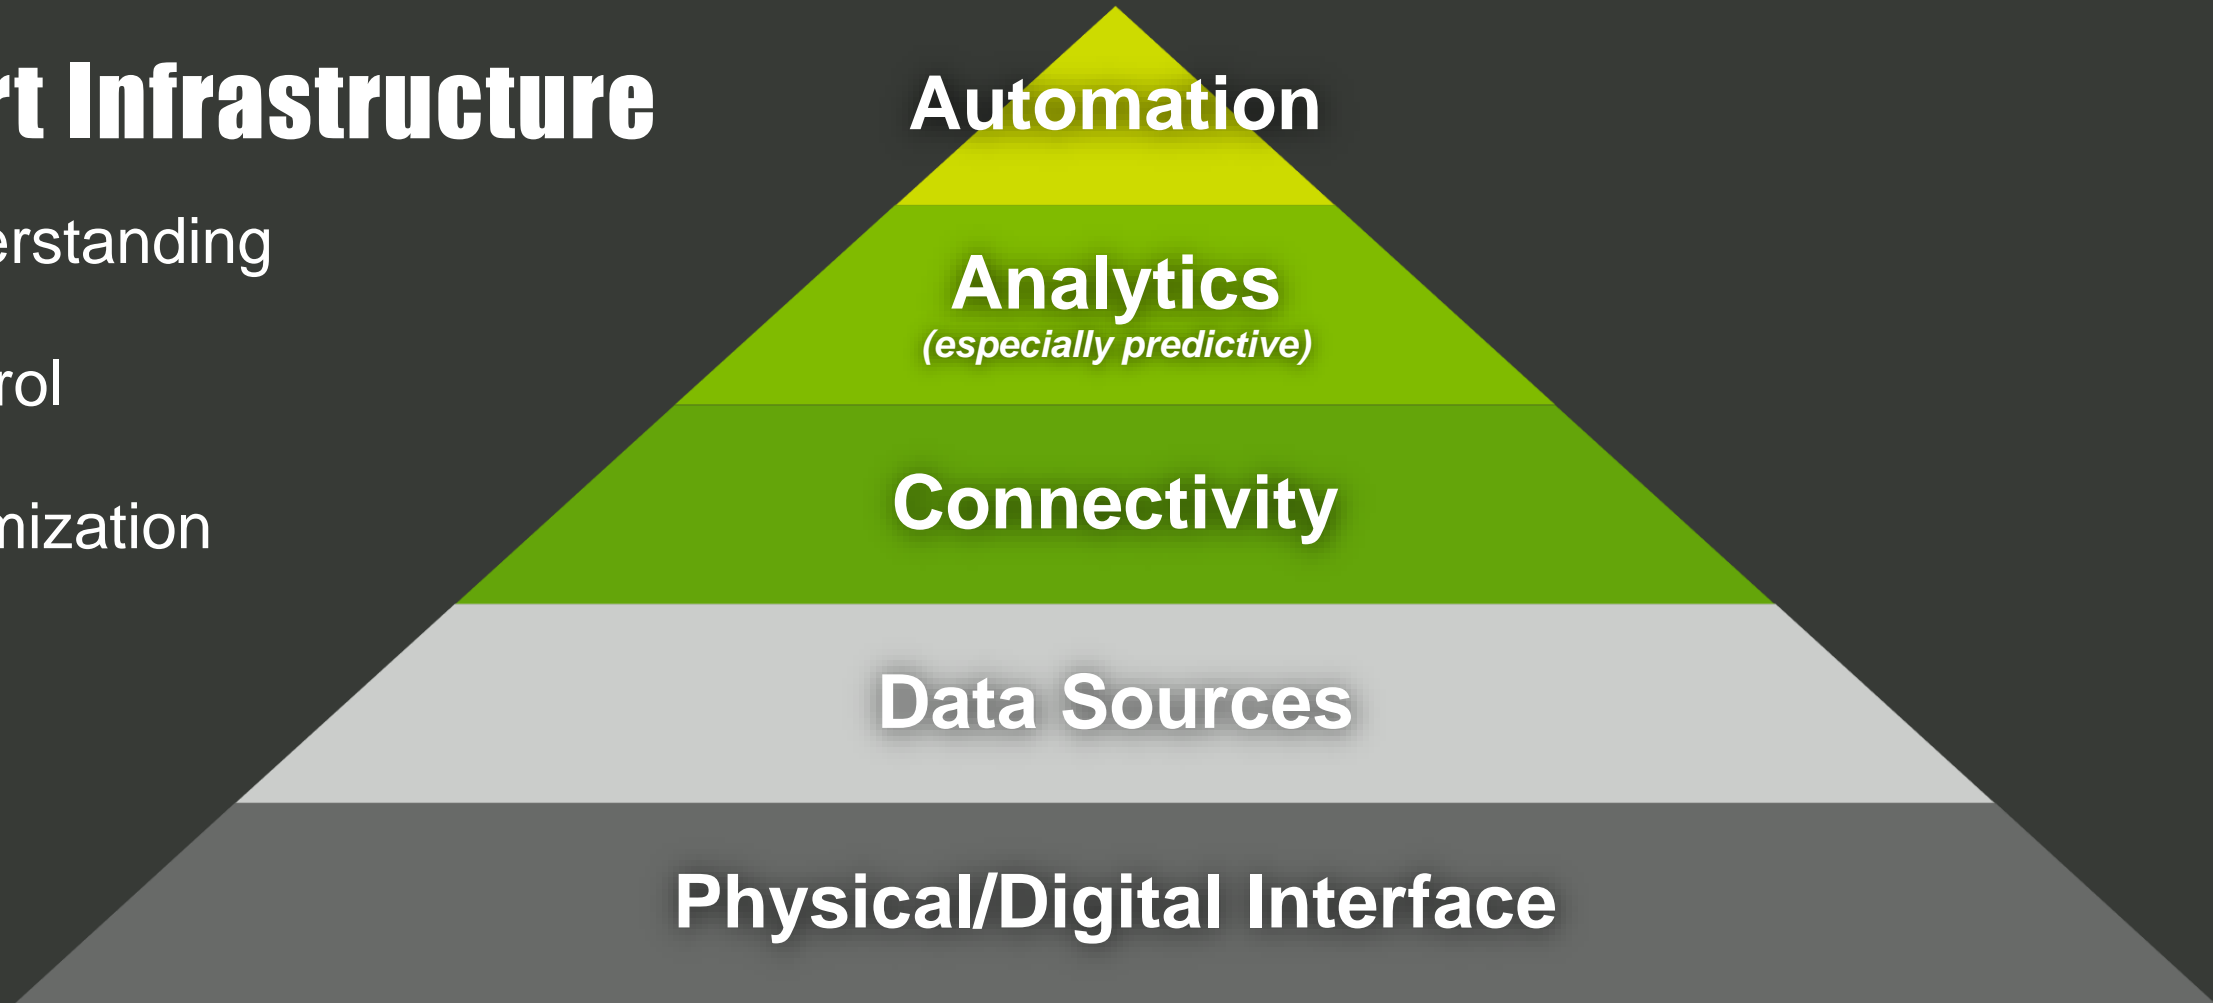 rt Infrastructure
erstanding
rol
mization
Automation
Analytics
(especially predictive)
Connectivity
Data Sources
Physical/Digital Interface